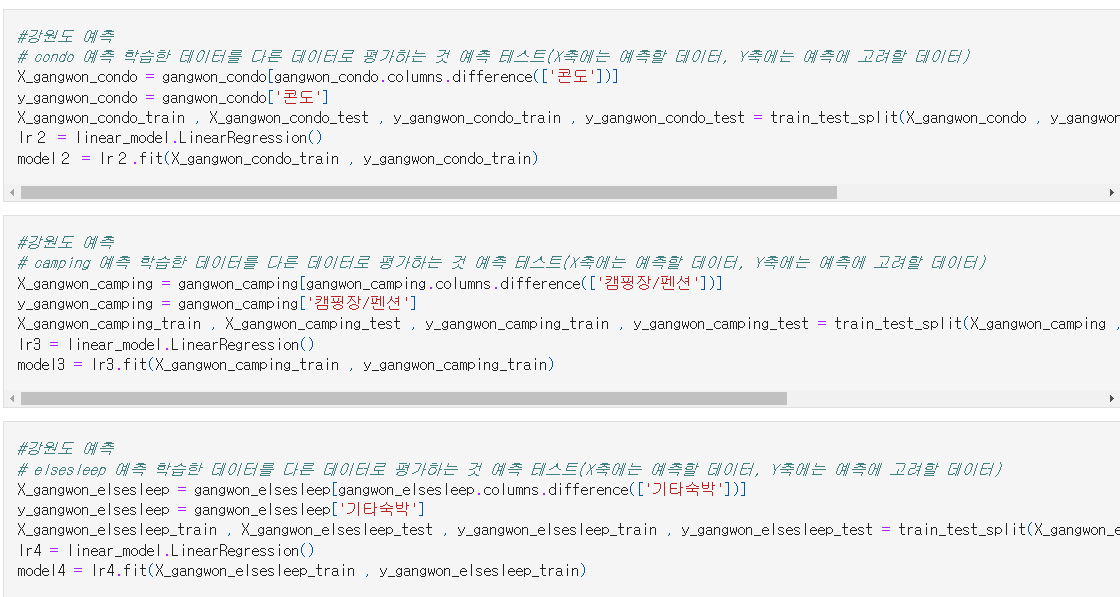 #강원도 예측
# condo 예측 학습한 데이터를 다른 데이터로 평가하는 것 예측 테스트(X축에는 예측할 데이터, Y축에는 예측에 고려할 데이터)
X_gangwon_condo = gangwon_condo[gangwon_condo.columns.difference(['콘도'])]
y_gangwon_condo = gangwon_condo['콘도']
X_gangwon_condo_train , X_gangwon_condo_test , y_gangwon_condo_train , y_gangwon_condo_test = train_test_split(X_gangwon_condo , y_gangwon
lr２ = linear_model.LinearRegression()
model２ = lr２.fit(X_gangwon_condo_train , y_gangwon_condo_train)
#강원도 예측
# camping 예측 학습한 데이터를 다른 데이터로 평가하는 것 예측 테스트(X축에는 예측할 데이터, Y축에는 예측에 고려할 데이터)
X_gangwon_camping = gangwon_camping[gangwon_camping.columns.difference(['캠핑장/펜션'])]
y_gangwon_camping = gangwon_camping['캠핑장/펜션']
X_gangwon_camping_train , X_gangwon_camping_test , y_gangwon_camping_train , y_gangwon_camping_test = train_test_split(X_gangwon_camping ,
lr3 = linear_model.LinearRegression()
model3 = lr3.fit(X_gangwon_camping_train , y_gangwon_camping_train)
#강원도 예측
# elsesleep 예측 학습한 데이터를 다른 데이터로 평가하는 것 예측 테스트(X축에는 예측할 데이터, Y축에는 예측에 고려할 데이터)
X_gangwon_elsesleep = gangwon_elsesleep[gangwon_elsesleep.columns.difference(['기타숙박'])]
y_gangwon_elsesleep = gangwon_elsesleep['기타숙박']
X_gangwon_elsesleep_train , X_gangwon_elsesleep_test , y_gangwon_elsesleep_train , y_gangwon_elsesleep_test = train_test_split(X_gangwon_e
lr4 = linear_model.LinearRegression()
model4 = lr4.fit(X_gangwon_elsesleep_train , y_gangwon_elsesleep_train)